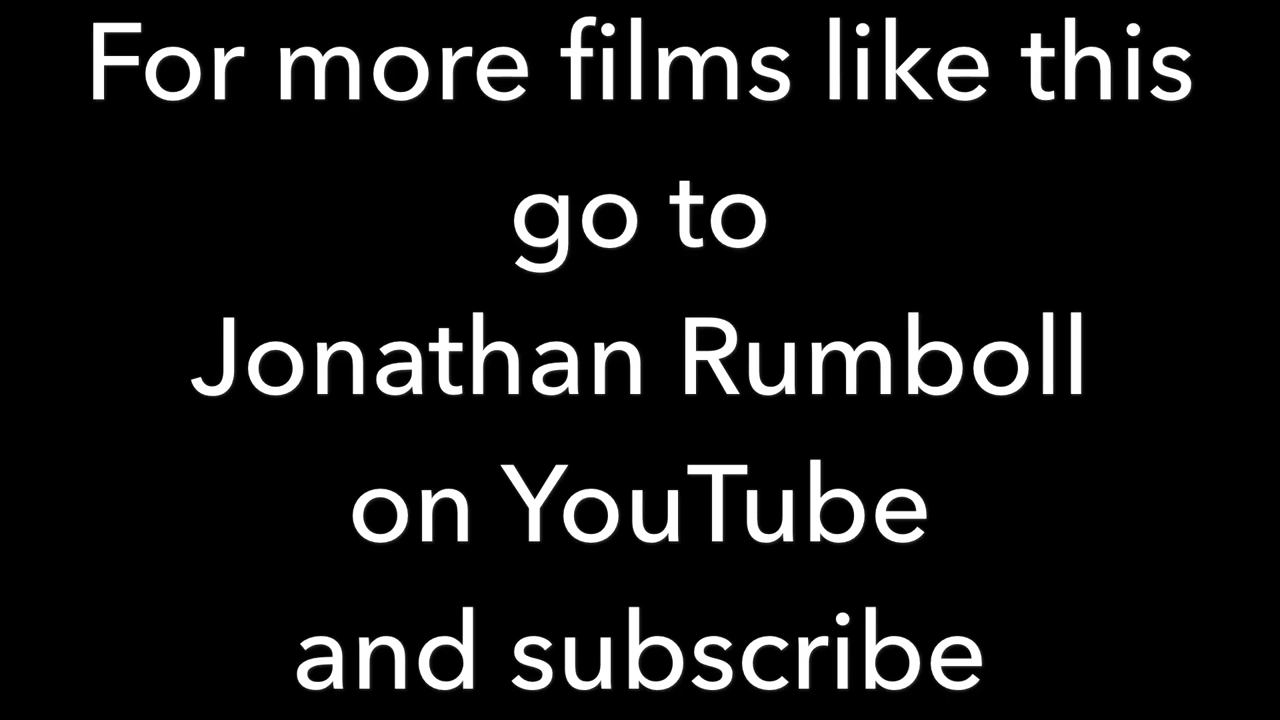 For more films like this
go to
Jonathan Rumboll
on YouTube
and subscribe